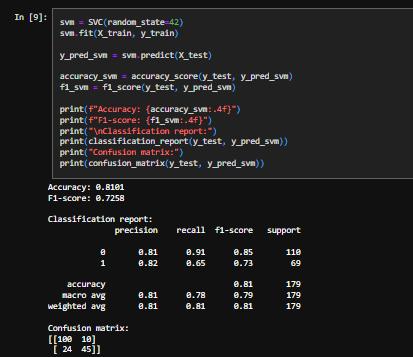 In [9]: svm = SVC(random_state=42)
svm.fit(X_train, y_train)
y_pred_svm = svm.predict(X_test)
accuracy_svm = accuracy_score(y_test, y_pred_svm)
f1_svm = f1_score(y_test, y_pred_svm)
print(f"Accuracy: {accuracy_svm:.4f}")
print(f"F1-score: {f1_svm:.4f}")
print("\nClassification report:")
print(classification_report(y_test, y_pred_svm))
print("Confusion matrix:")
print(confusion_matrix(y_test, y_pred_svm))
Accuracy: 0.8101
F1-score: 0.7258
Classification report:
precision recall f1-score support
0 0.81 0.91 0.85 110
1 0.82 0.65 0.73 69
accuracy 0.81 179
macro avg 0.81 0.78 0.79 179
weighted avg 0.81 0.81 0.81 179
Confusion matrix:
[[100 10]
[ 24 45]]